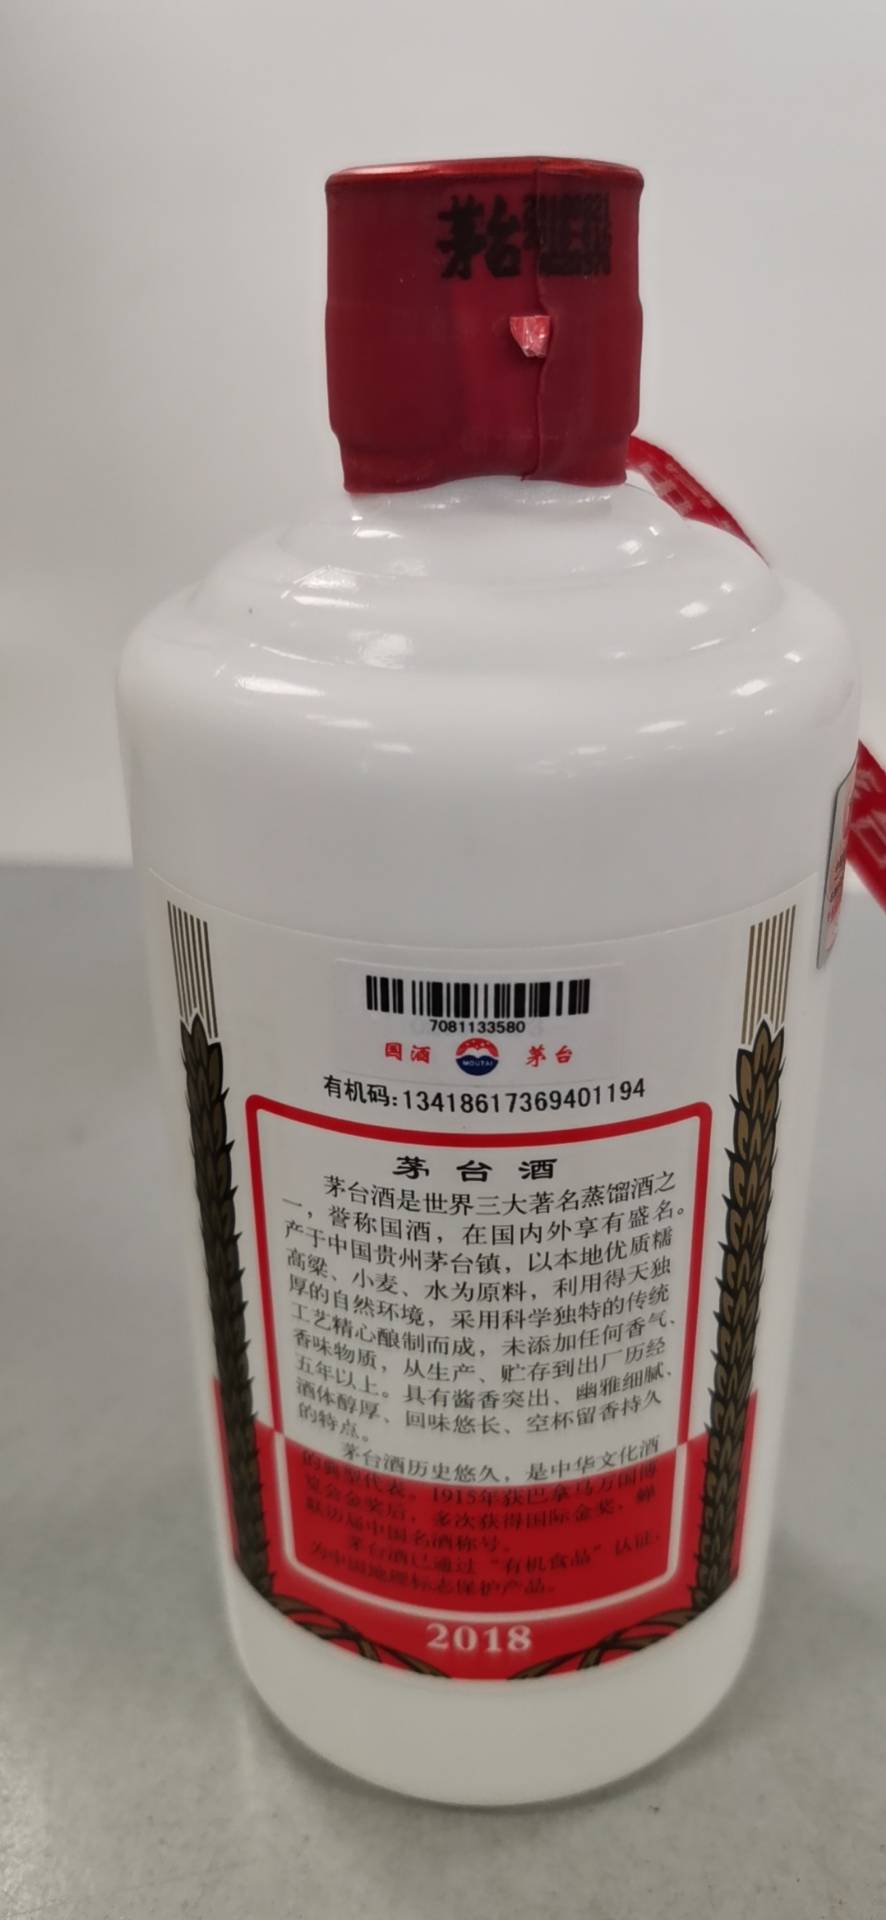 茅台
7081133580
国酒 MOUTAI 茅台
有机码:13418617369401194
茅台酒
茅台酒是世界三大著名蒸馏酒之
一，誉称国酒，在国内外享有盛名。
产于中国贵州茅台镇，以本地优质糯
高粱、小麦、水为原料，利用得天独
厚的自然环境，采用科学独特的传统
工艺精心酿制而成，未添加任何香气、
香味物质，从生产、贮存到出厂历经
五年以上。具有酱香突出、幽雅细腻、
酒体醇厚、回味悠长、空杯留香持久
的特点。
茅台酒历史悠久，是中华文化酒
的典型代表。1915年获巴拿马万国博
览会金奖后，多次获得国际金奖，蝉
联历届中国名酒称号。
茅台酒已通过“有机食品”认证，
为中国地理标志保护产品。
2018